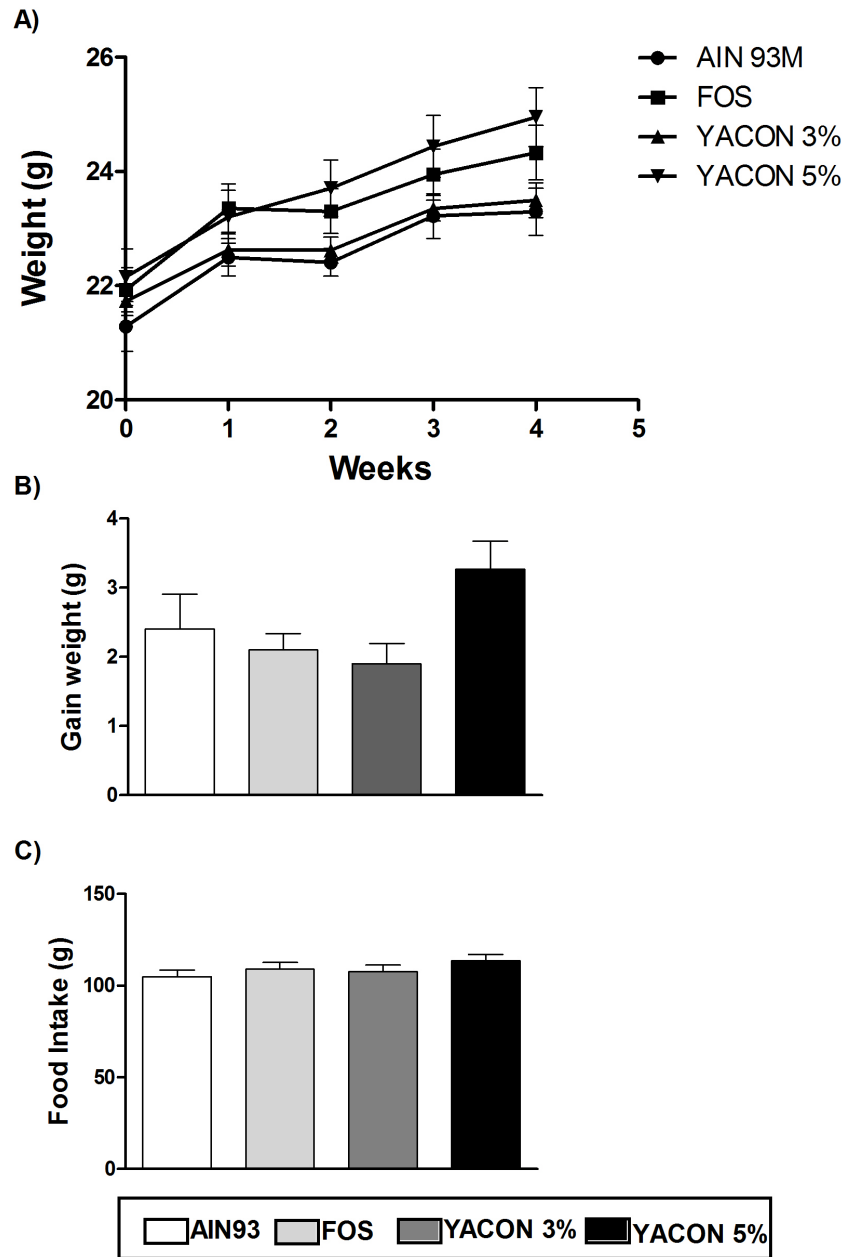 A)
Weight (g)
26
24
22
20
0 1 2 3 4 5
Weeks
AIN 93M
FOS
YACON 3%
YACON 5%
B)
Gain weight (g)
4
3
2
1
0
C)
Food Intake (g)
150
100
50
0
AIN93 FOS YACON 3% YACON 5%